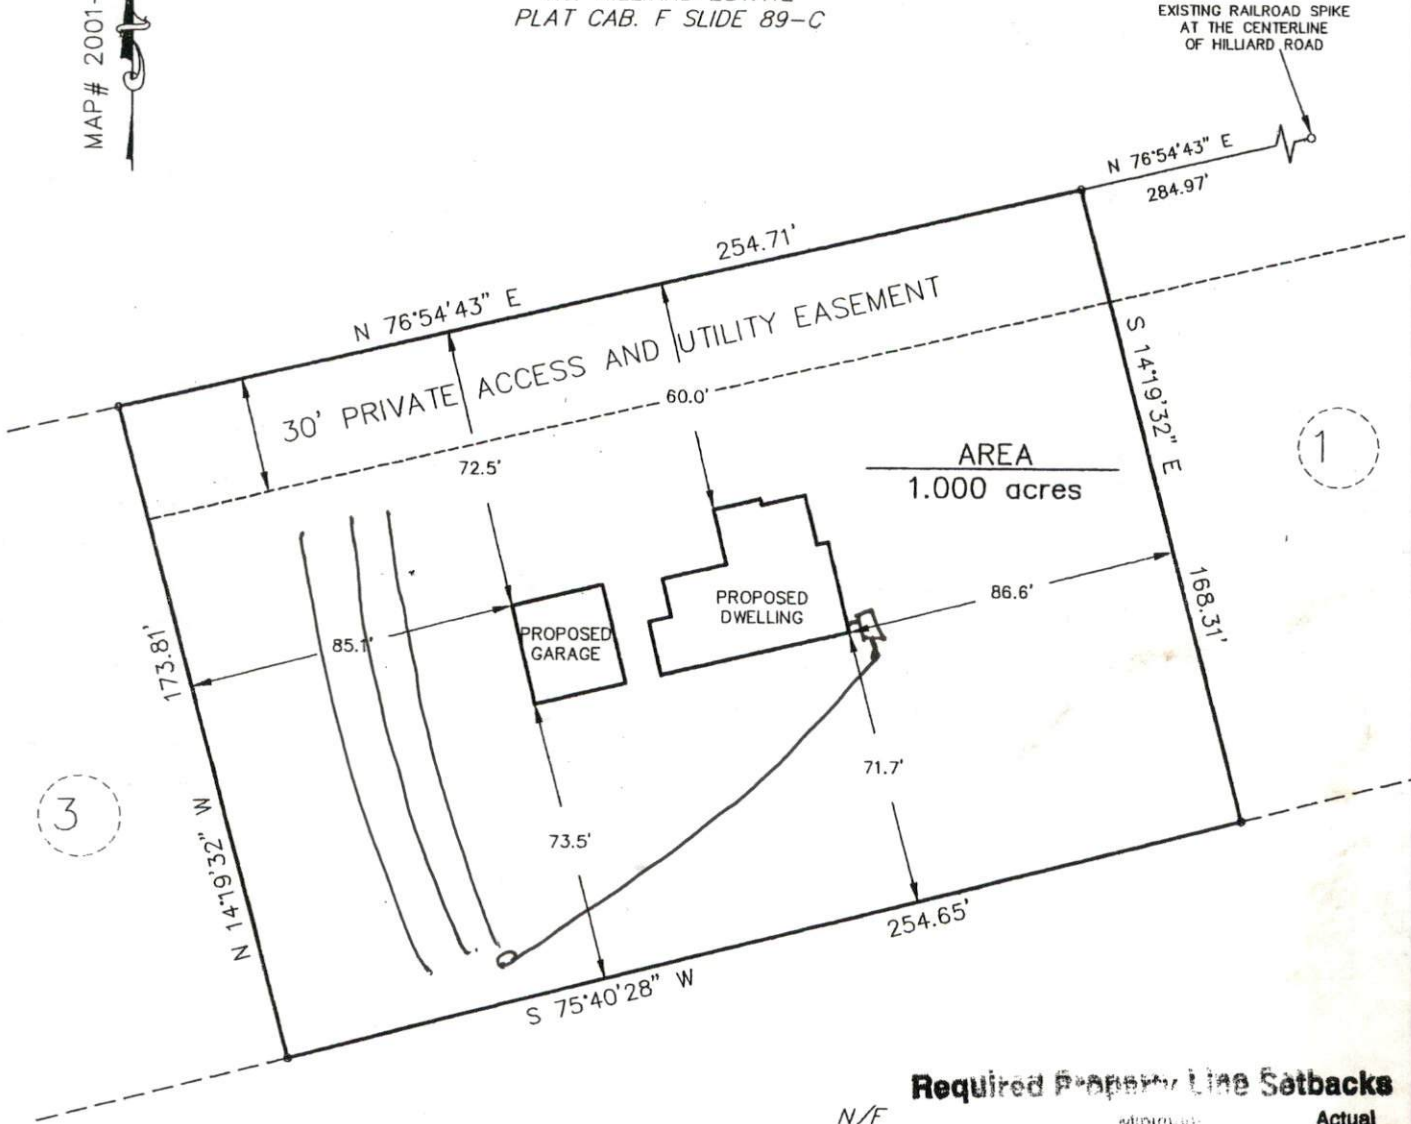 MAP# 2001-
PLAT CAB. F SLIDE 89-C
EXISTING RAILROAD SPIKE
AT THE CENTERLINE
OF HILLIARD ROAD
N 76°54'43" E
284.97'
254.71'
N 76°54'43" E
30' PRIVATE ACCESS AND UTILITY EASEMENT
60.0'
72.5'
S 14°19'32" E
AREA
1.000 acres
1
PROPOSED
DWELLING
86.6'
168.31'
PROPOSED
GARAGE
85.1'
173.81'
71.7'
73.5'
3
N 14°19'32" W
254.65'
S 75°40'28" W
Required Property Line Setbacks
N/F
Actual